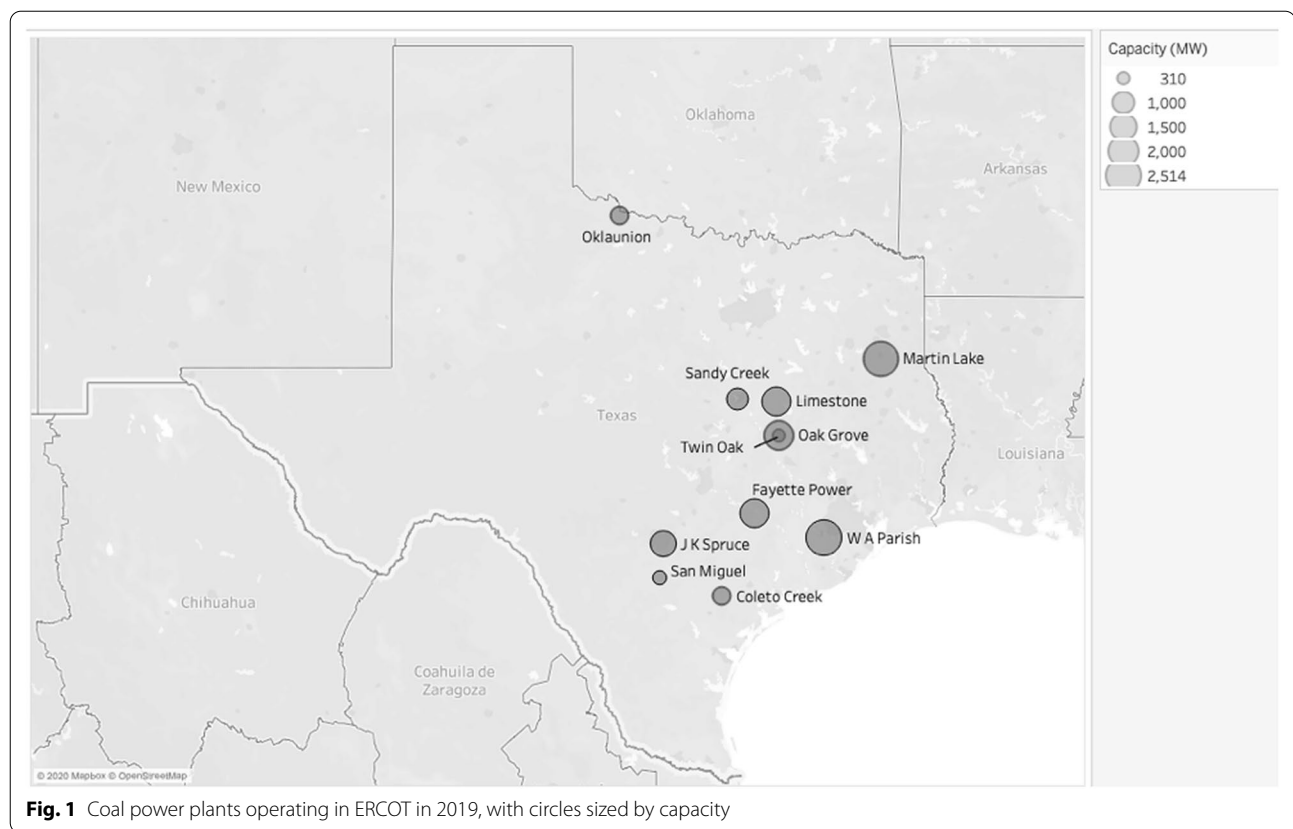 Capacity (MW)
310
1,000
1,500
2,000
2,514
Oklahoma
New Mexico
Arkansas
Oklaunion
Martin Lake
Sandy Creek
Limestone
Texas
Oak Grove
Twin Oak
Louisiana
Fayette Power
W A Parish
J K Spruce
San Miguel
Coleto Creek
Chihuahua
Coahuila de
Zaragoza
© 2020 Mapbox © OpenStreetMap
Fig. 1 Coal power plants operating in ERCOT in 2019, with circles sized by capacity